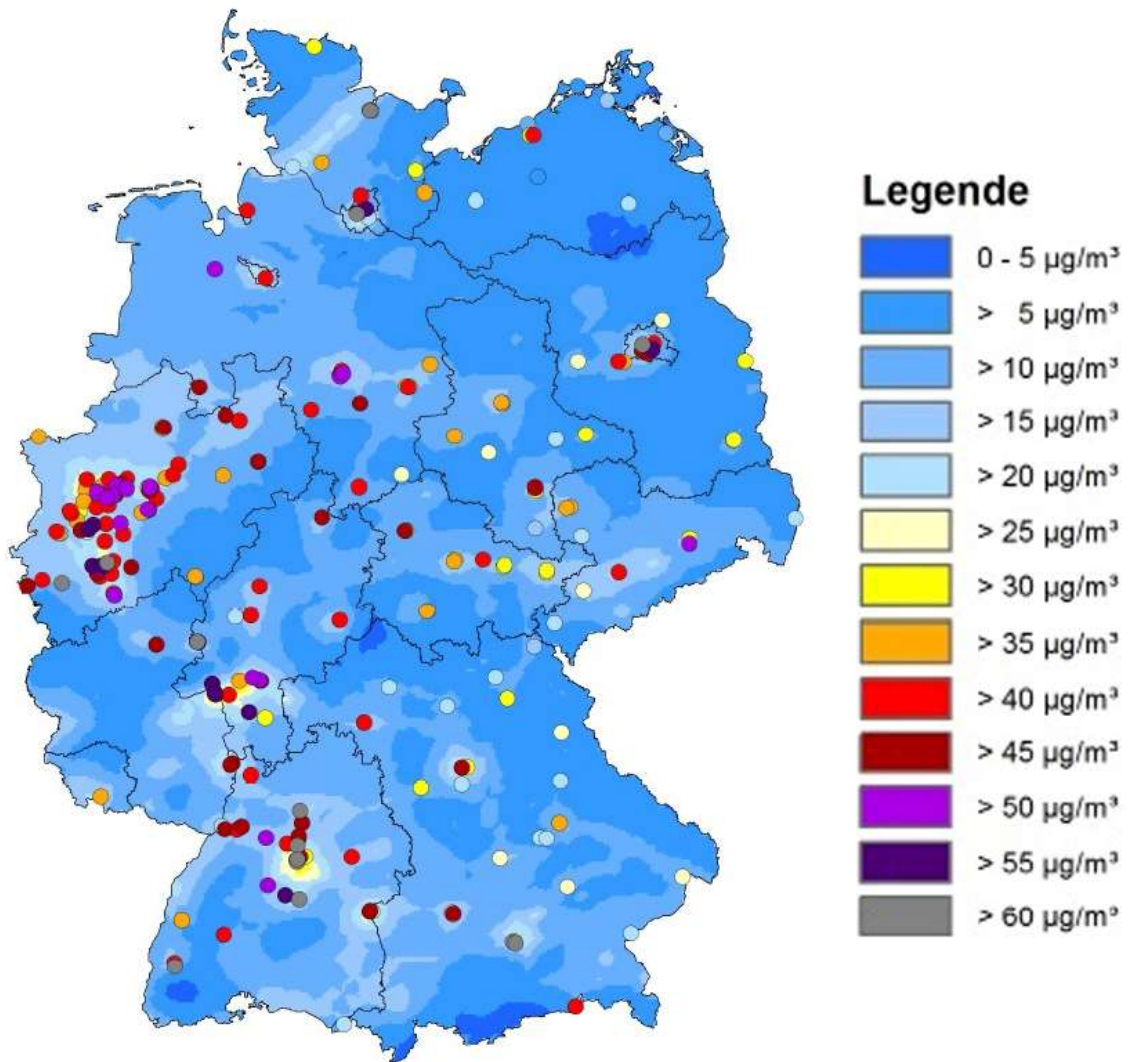 Legende
0 - 5 µg/m³
> 5 µg/m³
> 10 µg/m³
> 15 µg/m³
> 20 µg/m³
> 25 µg/m³
> 30 µg/m³
> 35 µg/m³
> 40 µg/m³
> 45 µg/m³
> 50 µg/m³
> 55 µg/m³
> 60 µg/m³